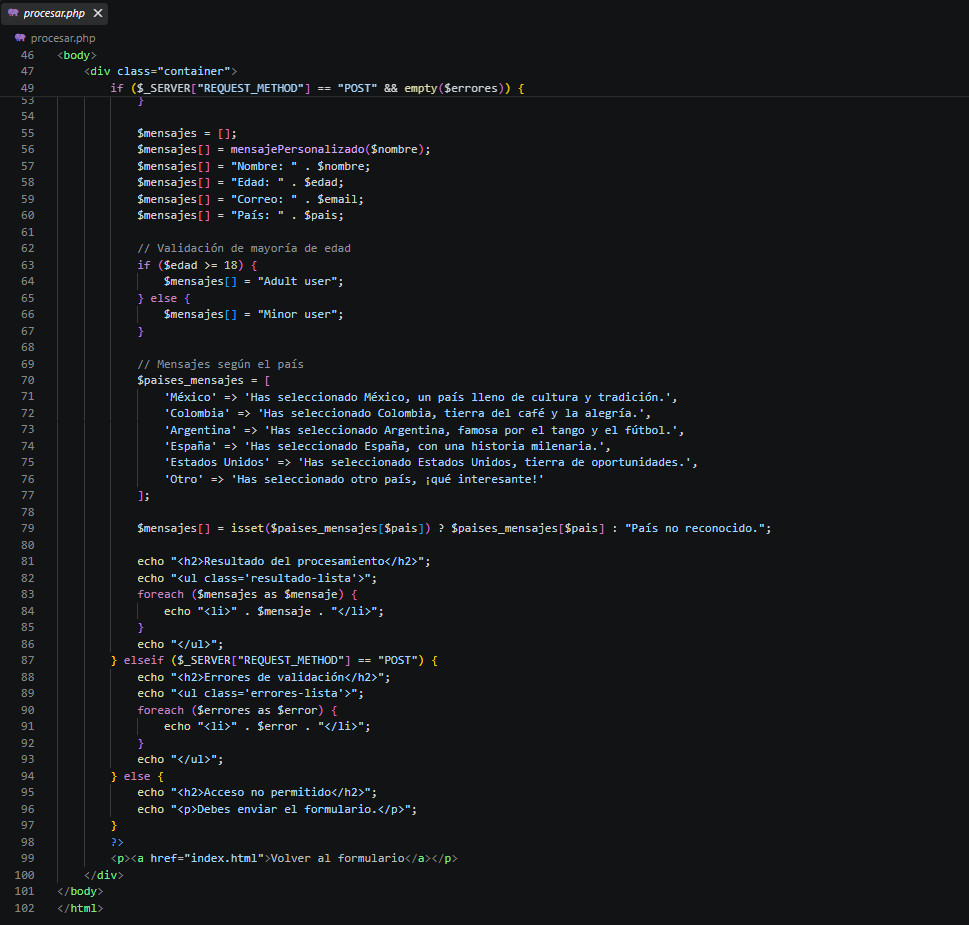 procesar.php
procesar.php
46 <body>
47 <div class="container">
49 if ($_SERVER["REQUEST_METHOD"] == "POST" && empty($errores)) {
53 }
54
55 $mensajes = [];
56 $mensajes[] = mensajePersonalizado($nombre);
57 $mensajes[] = "Nombre: " . $nombre;
58 $mensajes[] = "Edad: " . $edad;
59 $mensajes[] = "Correo: " . $email;
60 $mensajes[] = "País: " . $pais;
61
62 // Validación de mayoría de edad
63 if ($edad >= 18) {
64 $mensajes[] = "Adult user";
65 } else {
66 $mensajes[] = "Minor user";
67 }
68
69 // Mensajes según el país
70 $paises_mensajes = [
71 'México' => 'Has seleccionado México, un país lleno de cultura y tradición.',
72 'Colombia' => 'Has seleccionado Colombia, tierra del café y la alegría.',
73 'Argentina' => 'Has seleccionado Argentina, famosa por el tango y el fútbol.',
74 'España' => 'Has seleccionado España, con una historia milenaria.',
75 'Estados Unidos' => 'Has seleccionado Estados Unidos, tierra de oportunidades.',
76 'Otro' => 'Has seleccionado otro país, ¡qué interesante!'
77 ];
78
79 $mensajes[] = isset($paises_mensajes[$pais]) ? $paises_mensajes[$pais] : "País no reconocido.";
80
81 echo "<h2>Resultado del procesamiento</h2>";
82 echo "<ul class='resultado-lista'>";
83 foreach ($mensajes as $mensaje) {
84 echo "<li>" . $mensaje . "</li>";
85 }
86 echo "</ul>";
87 } elseif ($_SERVER["REQUEST_METHOD"] == "POST") {
88 echo "<h2>Errores de validación</h2>";
89 echo "<ul class='errores-lista'>";
90 foreach ($errores as $error) {
91 echo "<li>" . $error . "</li>";
92 }
93 echo "</ul>";
94 } else {
95 echo "<h2>Acceso no permitido</h2>";
96 echo "<p>Debes enviar el formulario.</p>";
97 }
98 ?>
99 <p><a href="index.html">Volver al formulario</a></p>
100 </div>
101 </body>
102 </html>